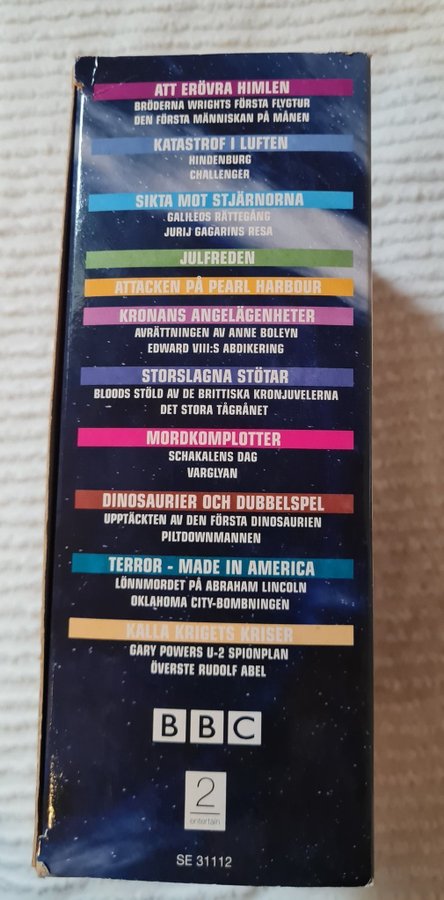 ATT ERÖVRA HIMLEN
BRÖDERNA WRIGHTS FÖRSTA FLYGTUR
DEN FÖRSTA MÄNNISKAN PÅ MÅNEN
KATASTROF I LUFTEN
HINDENBURG
CHALLENGER
SIKTA MOT STJÄRNORNA
GALILEOS RÄTTEGÅNG
JURIJ GAGARINS RESA
JULFREDEN
ATTACKEN PÅ PEARL HARBOUR
KRONANS ANGELÄGENHETER
AVRÄTTNINGEN AV ANNE BOLEYN
EDWARD VIII:S ABDIKERING
STORSLAGNA STÖTAR
BLOODS STÖLD AV DE BRITTISKA KRONJUVELERNA
DET STORA TÅGRÅNET
MORDKOMPLOTTER
SCHAKALENS DAG
VARGLYAN
DINOSAURIER OCH DUBBELSPEL
UPPTÄCKTEN AV DEN FÖRSTA DINOSAURIEN
PILTDOWNMANNEN
TERROR - MADE IN AMERICA
LÖNNMORDET PÅ ABRAHAM LINCOLN
OKLAHOMA CITY-BOMBNINGEN
KALLA KRIGETS KRISER
GARY POWERS U-2 SPIONPLAN
ÖVERSTE RUDOLF ABEL
BBC
2
entertain
SE 31112